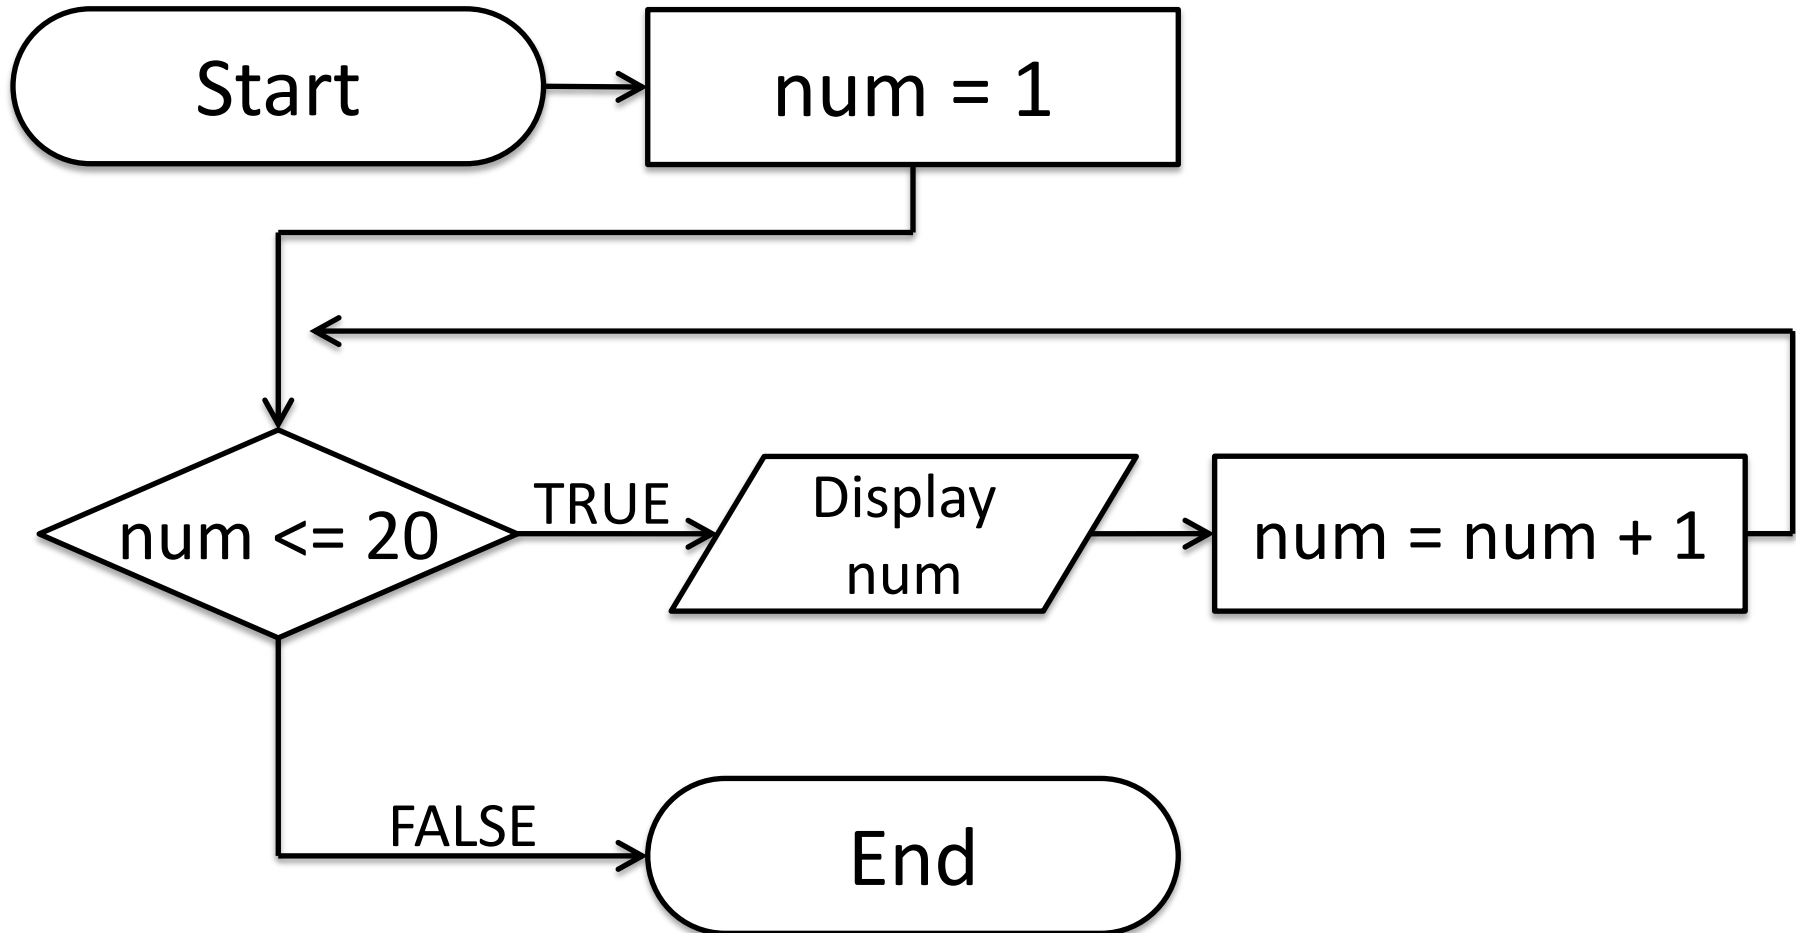 Start
num = 1
num <= 20
TRUE
Display
num
num = num + 1
FALSE
End